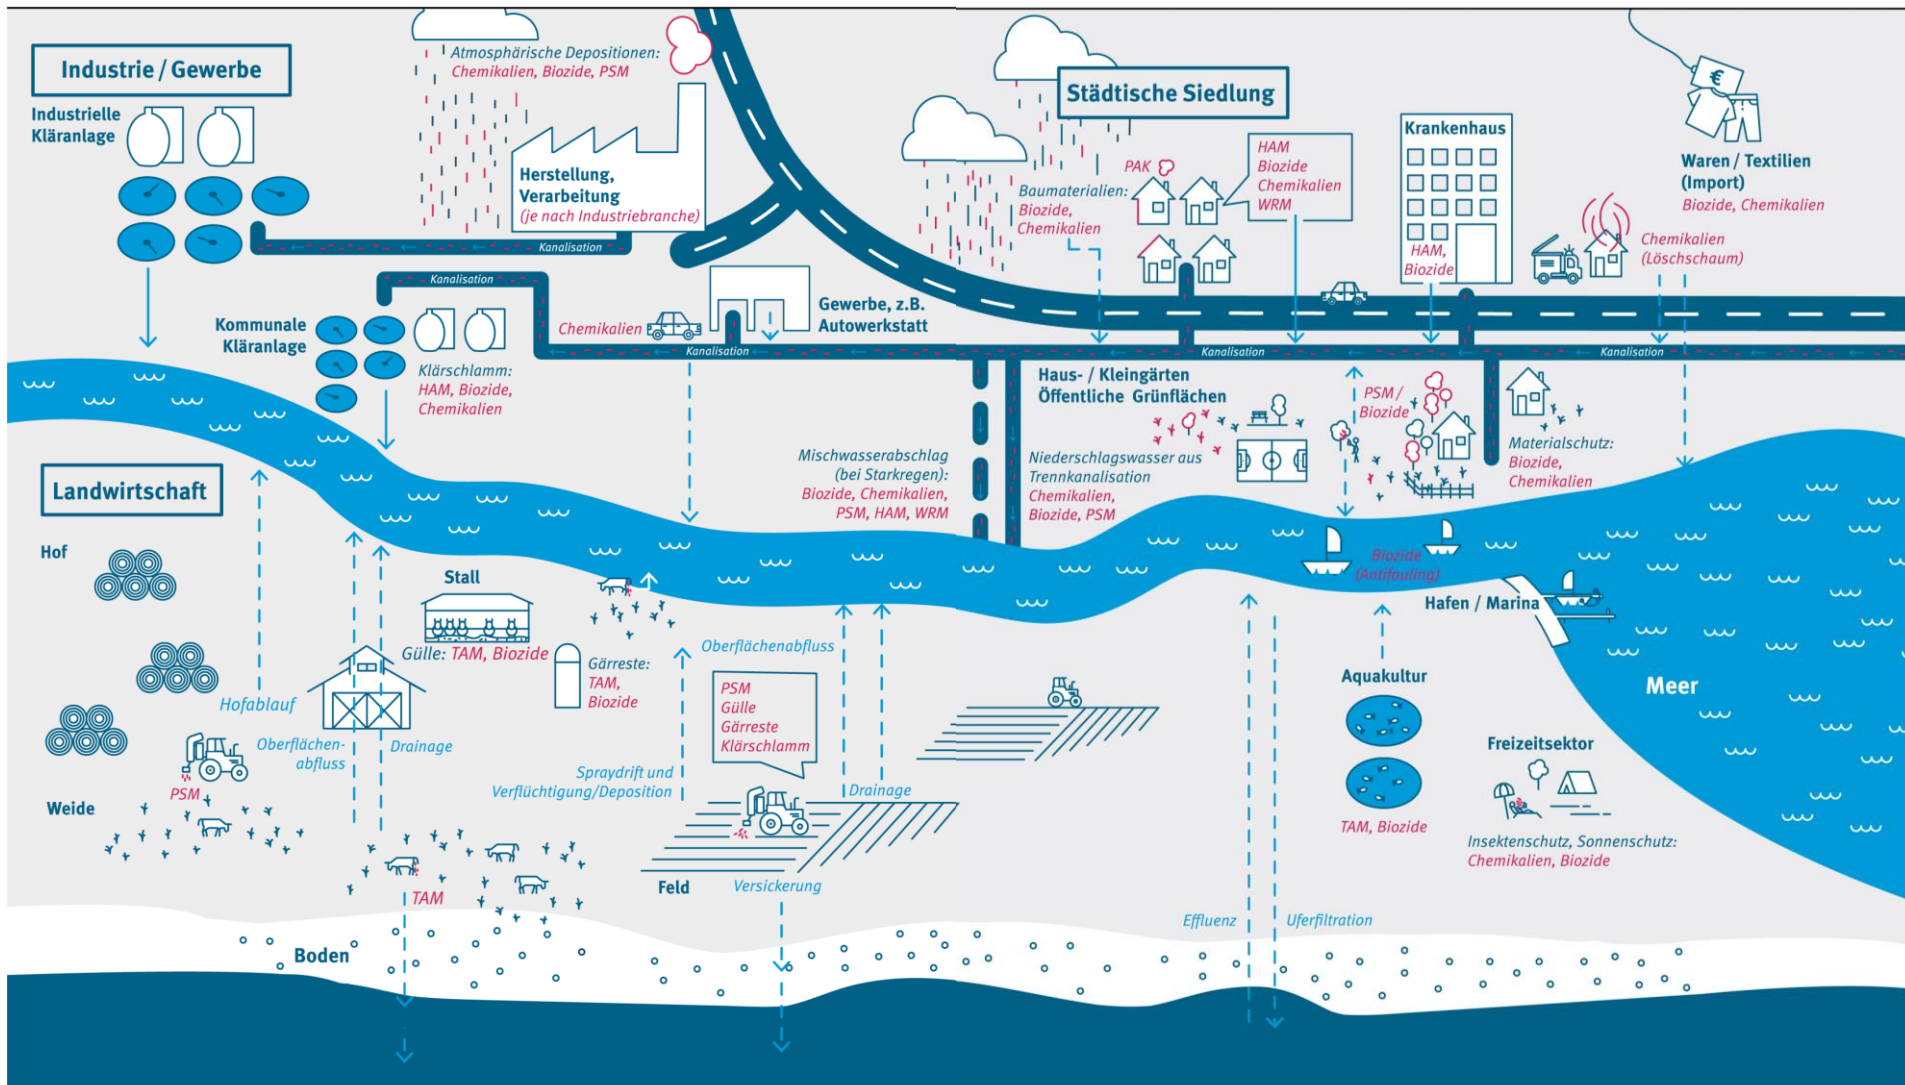 Industrie / Gewerbe
Industrielle
Kläranlage
Atmosphärische Depositionen:
Chemikalien, Biozide, PSM
Herstellung,
Verarbeitung
(je nach Industriebranche)
Kanalisation
Kanalisation
Kommunale
Kläranlage
Klärschlamm:
HAM, Biozide,
Chemikalien
Chemikalien
Gewerbe, z.B.
Autowerkstatt
Kanalisation
Städtische Siedlung
Baumaterialien:
Biozide,
Chemikalien
PAK
HAM
Biozide
Chemikalien
WRM
Krankenhaus
HAM,
Biozide
€
Waren / Textilien
(Import)
Biozide, Chemikalien
Chemikalien
(Löschschaum)
Kanalisation
Kanalisation
Haus- / Kleingärten
Öffentliche Grünflächen
PSM /
Biozide
Materialschutz:
Biozide,
Chemikalien
Mischwasserabschlag
(bei Starkregen):
Biozide, Chemikalien,
PSM, HAM, WRM
Niederschlagswasser aus
Trennkanalisation
Chemikalien,
Biozide, PSM
Biozide
(Antifouling)
Hafen / Marina
Meer
Landwirtschaft
Hof
Stall
Gülle: TAM, Biozide
Gärreste:
TAM,
Biozide
Hofablauf
Oberflächen-
abfluss
Drainage
PSM
Weide
TAM
Oberflächenabfluss
PSM
Gülle
Gärreste
Klärschlamm
Spraydrift und
Verflüchtigung/Deposition
Drainage
Feld
Versickerung
Aquakultur
TAM, Biozide
Freizeitsektor
Insektenschutz, Sonnenschutz:
Chemikalien, Biozide
Effluenz
Uferfiltration
Boden